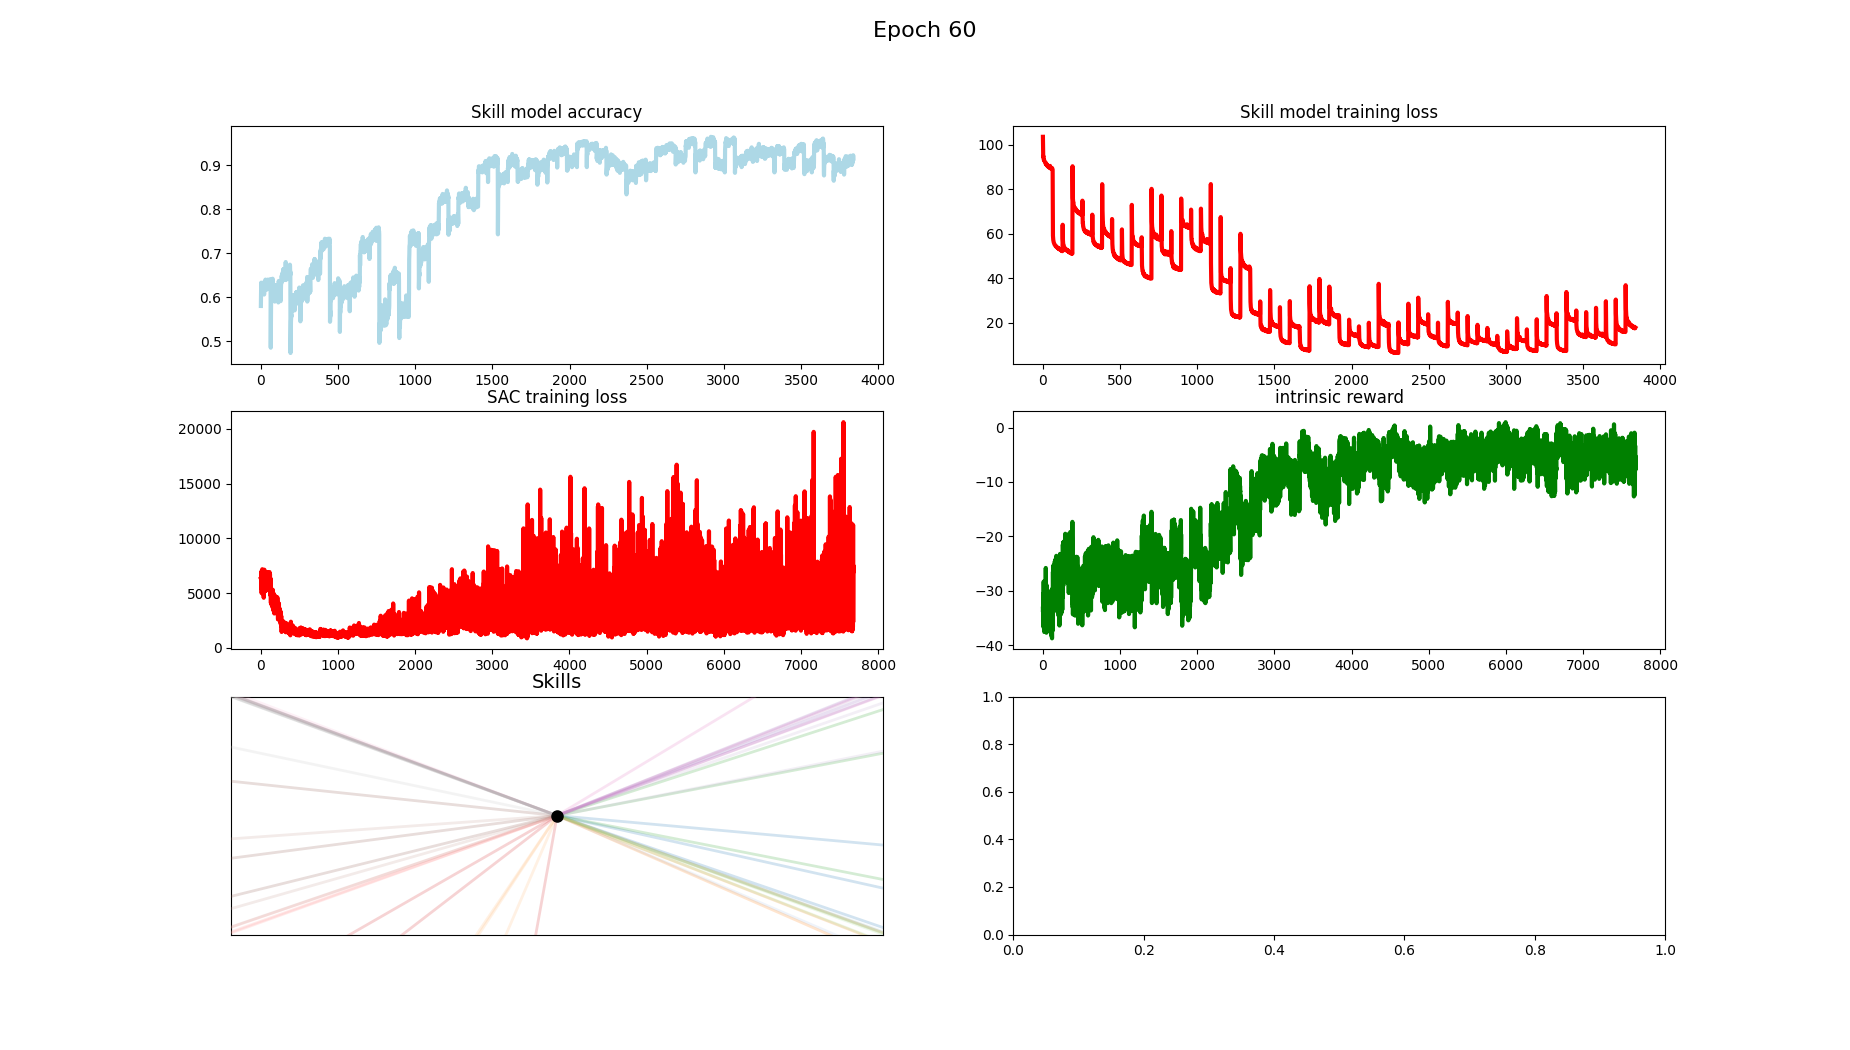 Epoch 60
Skill model accuracy
0.9
0.8
0.7
0.6
0.5
0 500 1000 1500 2000 2500 3000 3500 4000
Skill model training loss
100
80
60
40
20
0 500 1000 1500 2000 2500 3000 3500 4000
SAC training loss
20000
15000
10000
5000
0
0 1000 2000 3000 4000 5000 6000 7000 8000
intrinsic reward
0
−10
−20
−30
−40
0 1000 2000 3000 4000 5000 6000 7000 8000
Skills
1.0
0.8
0.6
0.4
0.2
0.0
0.0 0.2 0.4 0.6 0.8 1.0